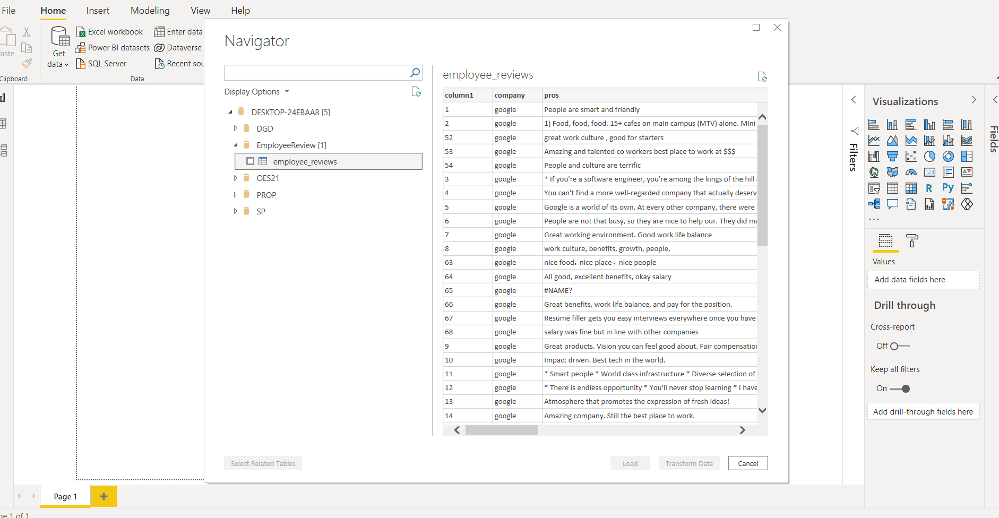 File Home Insert Modeling View Help
Excel workbook
Power BI datasets
SQL Server
Enter data
Dataverse
Recent sou
Get
data
aste
Clipboard
Data
Navigator
Display Options
DESKTOP-24EBAA8 [5]
DGD
EmployeeReview [1]
employee_reviews
OES21
PROP
SP
employee_reviews
column1 company pros
1 google People are smart and friendly
2 google 1) Food, food, food. 15+ cafes on main campus (MTV) alone. Mini-
52 google great work culture , good for starters
53 google Amazing and talented co workers best place to work at $$$
54 google People and culture are terrific
3 google * If you're a software engineer, you're among the kings of the hill
4 google You can't find a more well-regarded company that actually deserv
5 google Google is a world of its own. At every other company, there were
6 google People are not that busy, so they are nice to help our. They did ma
7 google Great working environment. Good work life balance
8 google work culture, benefits, growth, people,
63 google nice food，nice place，nice people
64 google All good, excellent benefits, okay salary
65 google #NAME?
66 google Great benefits, work life balance, and pay for the position.
67 google Resume filler gets you easy interviews everywhere once you have
68 google salary was fine but in line with other companies
9 google Great products. Vision you can feel good about. Fair compensation
10 google Impact driven. Best tech in the world.
11 google * Smart people * World class infrastructure * Diverse selection of
12 google * There is endless opportunity * You'll never stop learning * I have
13 google Atmosphere that promotes the expression of fresh ideas!
14 google Amazing company. Still the best place to work.
Select Related Tables
Load Transform Data Cancel
Filters
Visualizations
123
R Py
...
Values
Add data fields here
Drill through
Cross-report
Off
Keep all filters
On
Add drill-through fields here
Fields
Page 1
ge 1 of 1